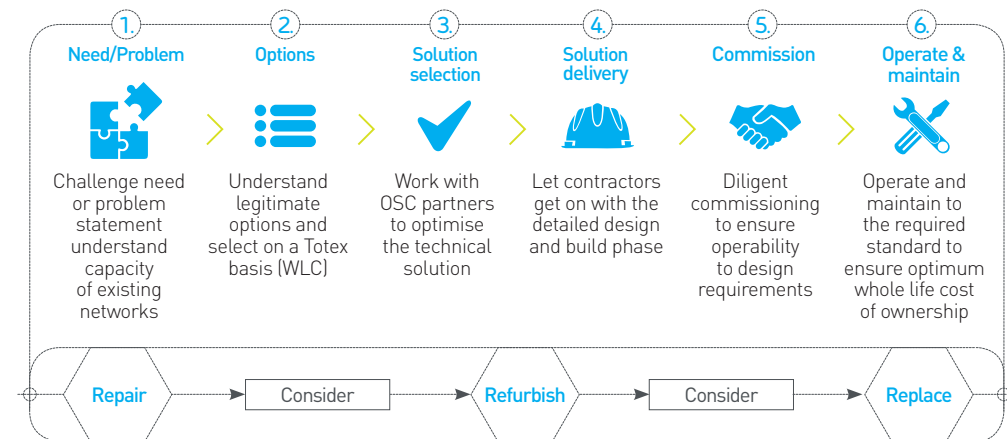 1.
Need/Problem
Challenge need
or problem
statement
understand
capacity
of existing
networks
2.
Options
Understand
legitimate
options and
select on a Totex
basis (WLC)
3.
Solution
selection
Work with
OSC partners
to optimise
the technical
solution
4.
Solution
delivery
Let contractors
get on with the
detailed design
and build phase
5.
Commission
Diligent
commissioning
to ensure
operability
to design
requirements
6.
Operate &
maintain
Operate and
maintain to
the required
standard to
ensure optimum
whole life cost
of ownership
Repair
Consider
Refurbish
Consider
Replace